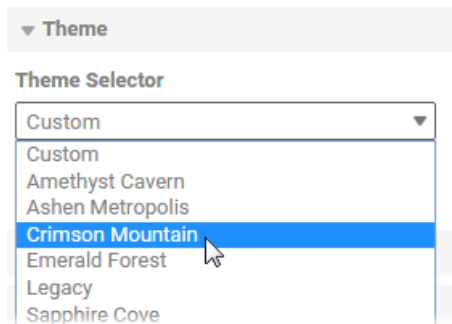 Theme
Theme Selector
Custom
Custom
Amethyst Cavern
Ashen Metropolis
Crimson Mountain
Emerald Forest
Legacy
Sapphire Cove